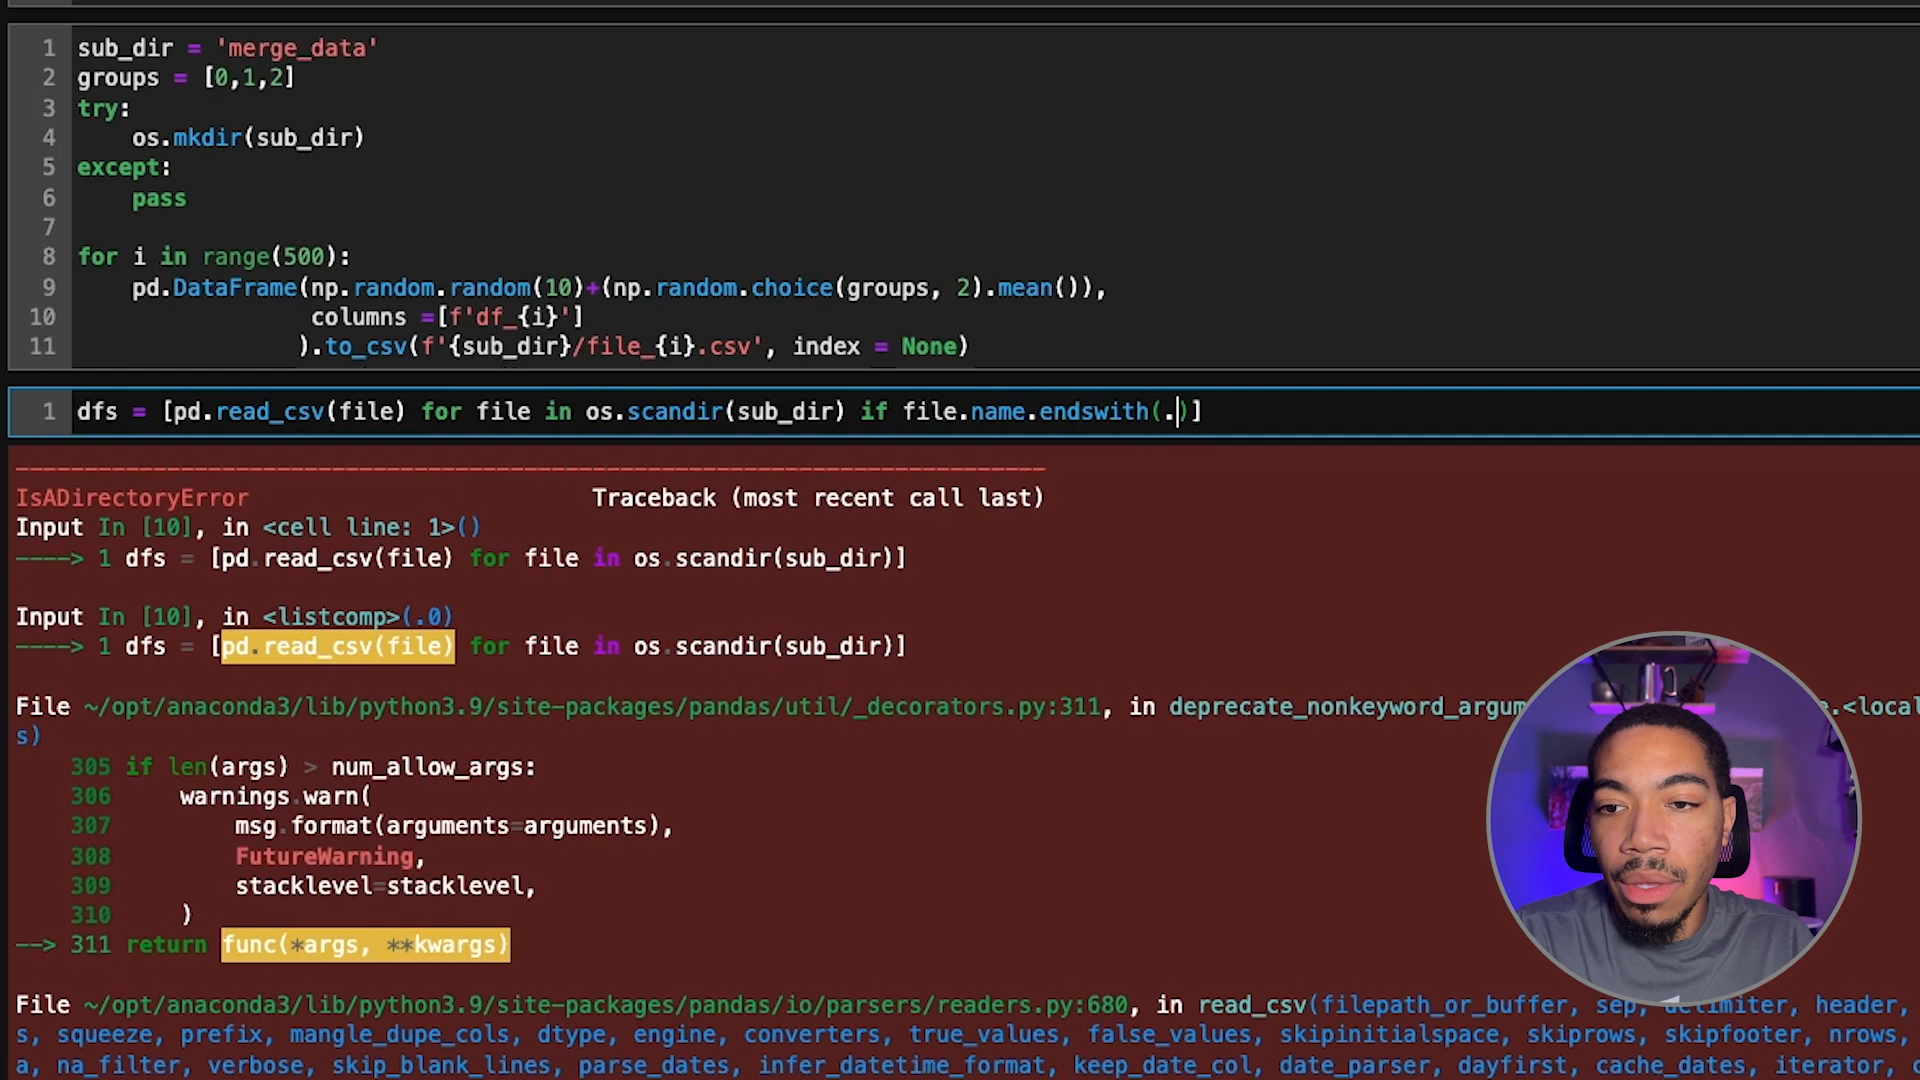 1 sub_dir = 'merge_data'
2 groups = [0,1,2]
3 try:
4     os.mkdir(sub_dir)
5 except:
6     pass
7
8 for i in range(500):
9     pd.DataFrame(np.random.random(10)+(np.random.choice(groups, 2).mean()),
10                  columns =[f'df_{i}']
11                 ).to_csv(f'{sub_dir}/file_{i}.csv', index = None)
1 dfs = [pd.read_csv(file) for file in os.scandir(sub_dir) if file.name.endswith(.)]
---------------------------------------------------------------------------
IsADirectoryError                         Traceback (most recent call last)
Input In [10], in <cell line: 1>()
----> 1 dfs = [pd.read_csv(file) for file in os.scandir(sub_dir)]
Input In [10], in <listcomp>(.0)
----> 1 dfs = [pd.read_csv(file) for file in os.scandir(sub_dir)]
File ~/opt/anaconda3/lib/python3.9/site-packages/pandas/util/_decorators.py:311, in deprecate_nonkeyword_argum .<local
s)
    305 if len(args) > num_allow_args:
    306     warnings.warn(
    307         msg.format(arguments=arguments),
    308         FutureWarning,
    309         stacklevel=stacklevel,
    310     )
--> 311 return func(*args, **kwargs)
File ~/opt/anaconda3/lib/python3.9/site-packages/pandas/io/parsers/readers.py:680, in read_csv(filepath_or_buffer, sep, delimiter, header,
s, squeeze, prefix, mangle_dupe_cols, dtype, engine, converters, true_values, false_values, skipinitialspace, skiprows, skipfooter, nrows,
a, na_filter, verbose, skip_blank_lines, parse_dates, infer_datetime_format, keep_date_col, date_parser, dayfirst, cache_dates, iterator,